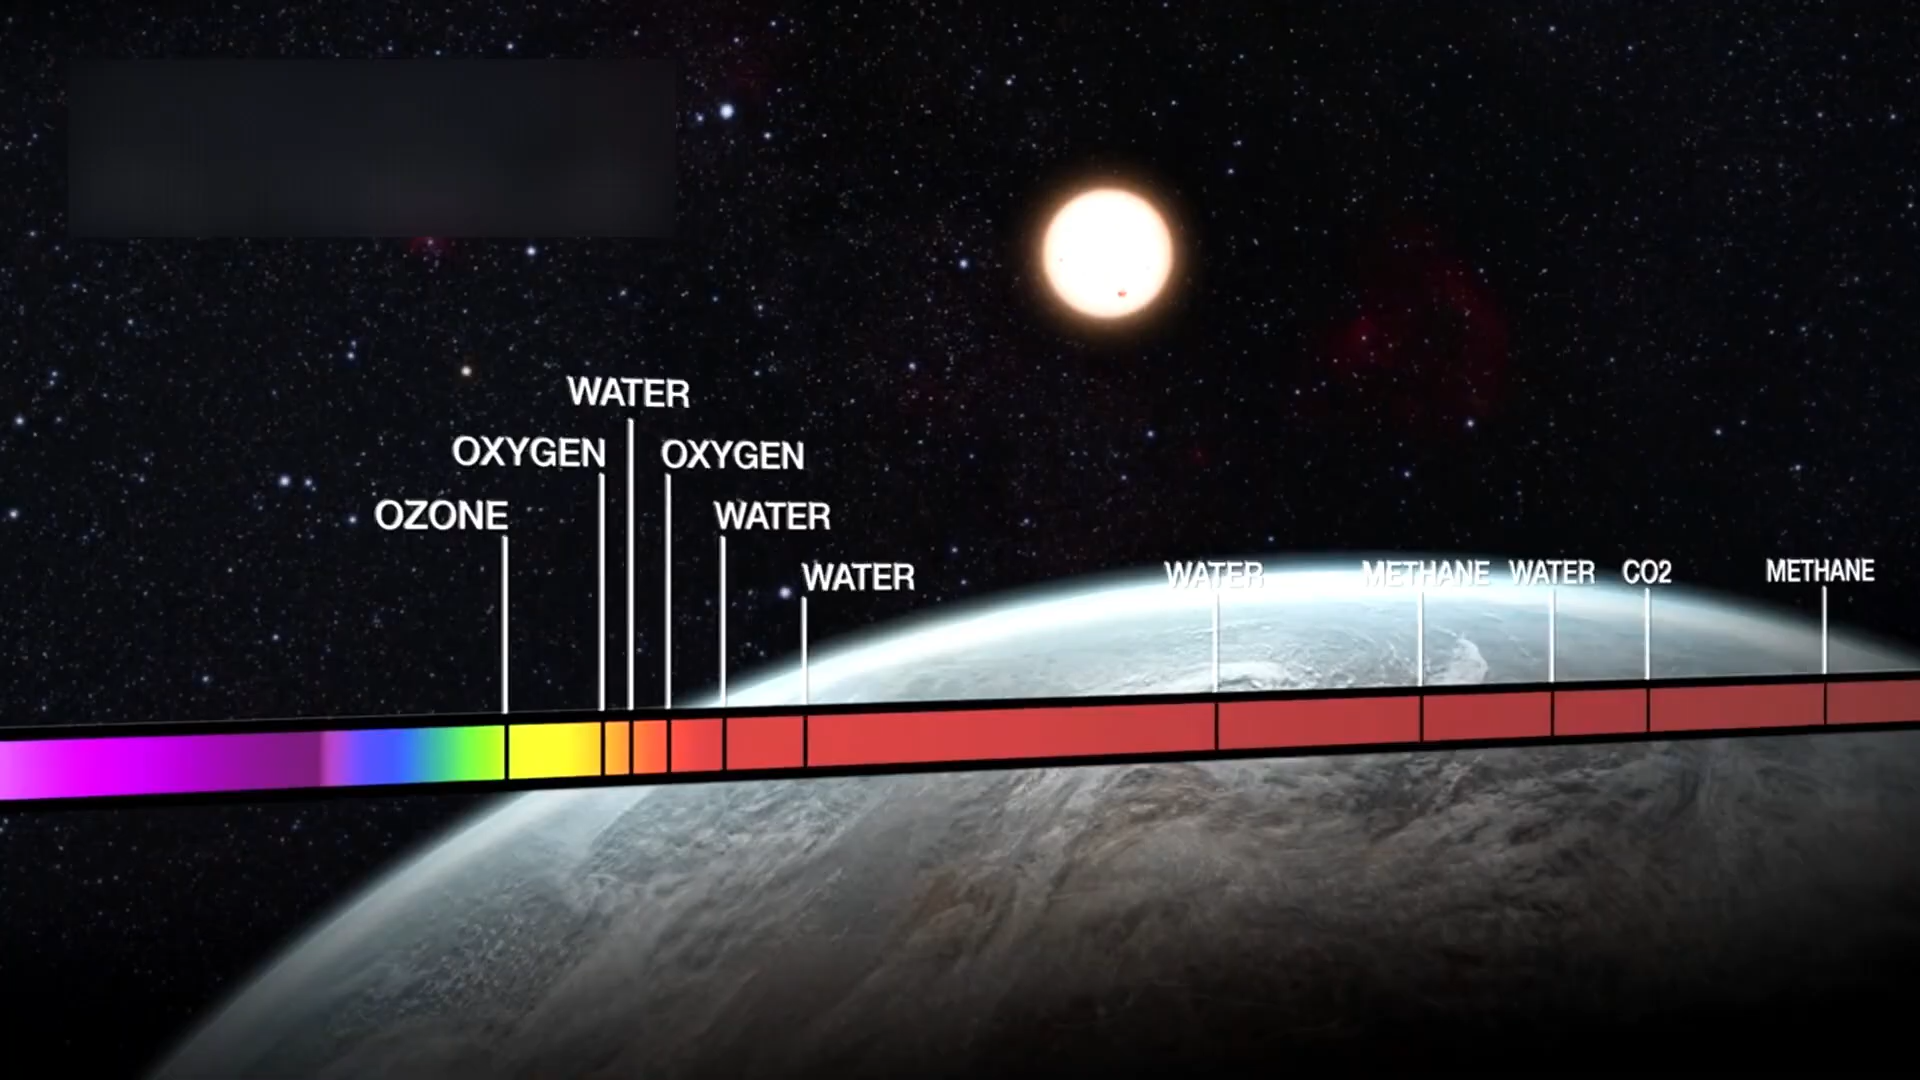 WATER
OXYGEN OXYGEN
OZONE WATER
WATER WATER METHANE WATER CO2 METHANE